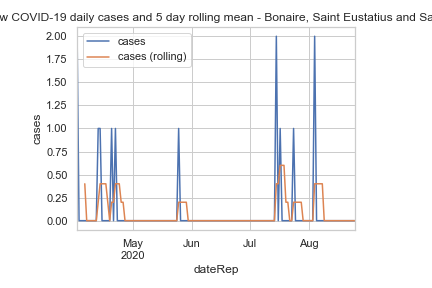 w COVID-19 daily cases and 5 day rolling mean - Bonaire, Saint Eustatius and Sa
cases
cases (rolling)
2.00
1.75
1.50
1.25
1.00
0.75
0.50
0.25
0.00
cases
May
2020
Jun
Jul
Aug
dateRep